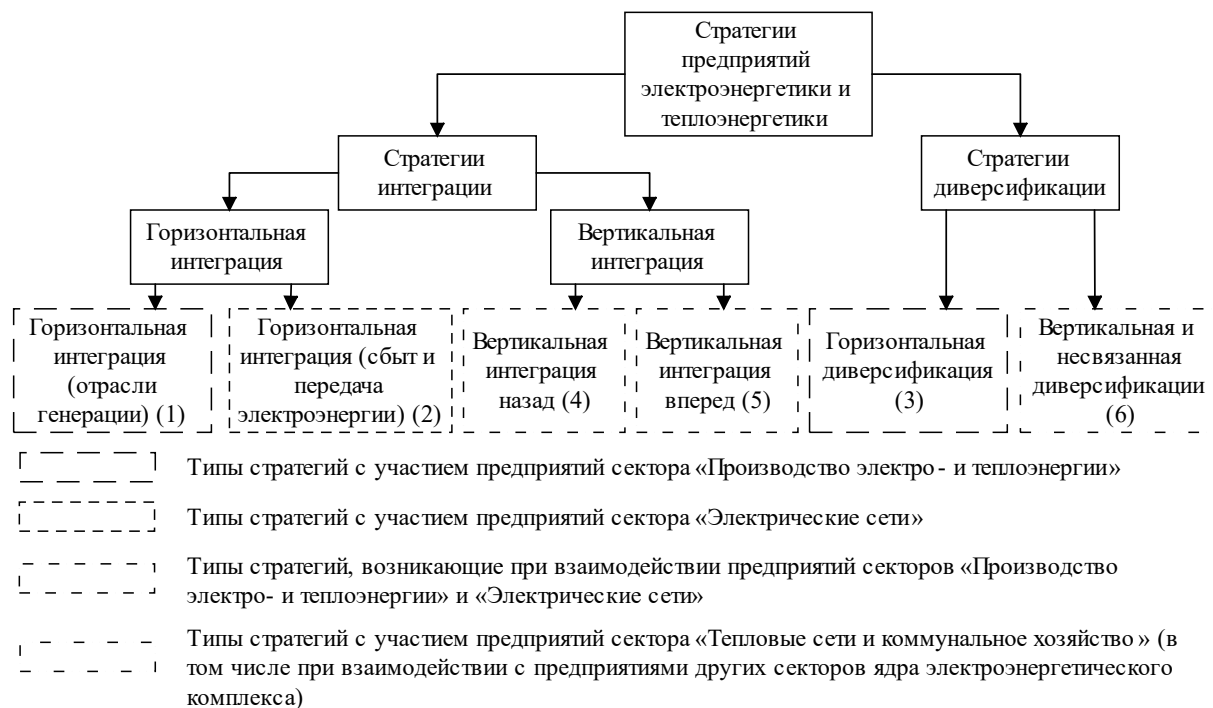 Стратегии
предприятий
электроэнергетики и
теплоэнергетики
Стратегии
интеграции
Стратегии
диверсификации
Горизонтальная
интеграция
Вертикальная
интеграция
Горизонтальная
интеграция
(отрасли
генерации) (1)
Горизонтальная
интеграция (сбыт и
передача
электроэнергии) (2)
Вертикальная
интеграция
назад (4)
Вертикальная
интеграция
вперед (5)
Горизонтальная
диверсификация
(3)
Вертикальная и
несвязанная
диверсификации
(6)
Типы стратегий с участием предприятий сектора «Производство электро- и теплоэнергии»
Типы стратегий с участием предприятий сектора «Электрические сети»
Типы стратегий, возникающие при взаимодействии предприятий секторов «Производство
электро- и теплоэнергии» и «Электрические сети»
Типы стратегий с участием предприятий сектора «Тепловые сети и коммунальное хозяйство» (в
том числе при взаимодействии с предприятиями других секторов ядра электроэнергетического
комплекса)